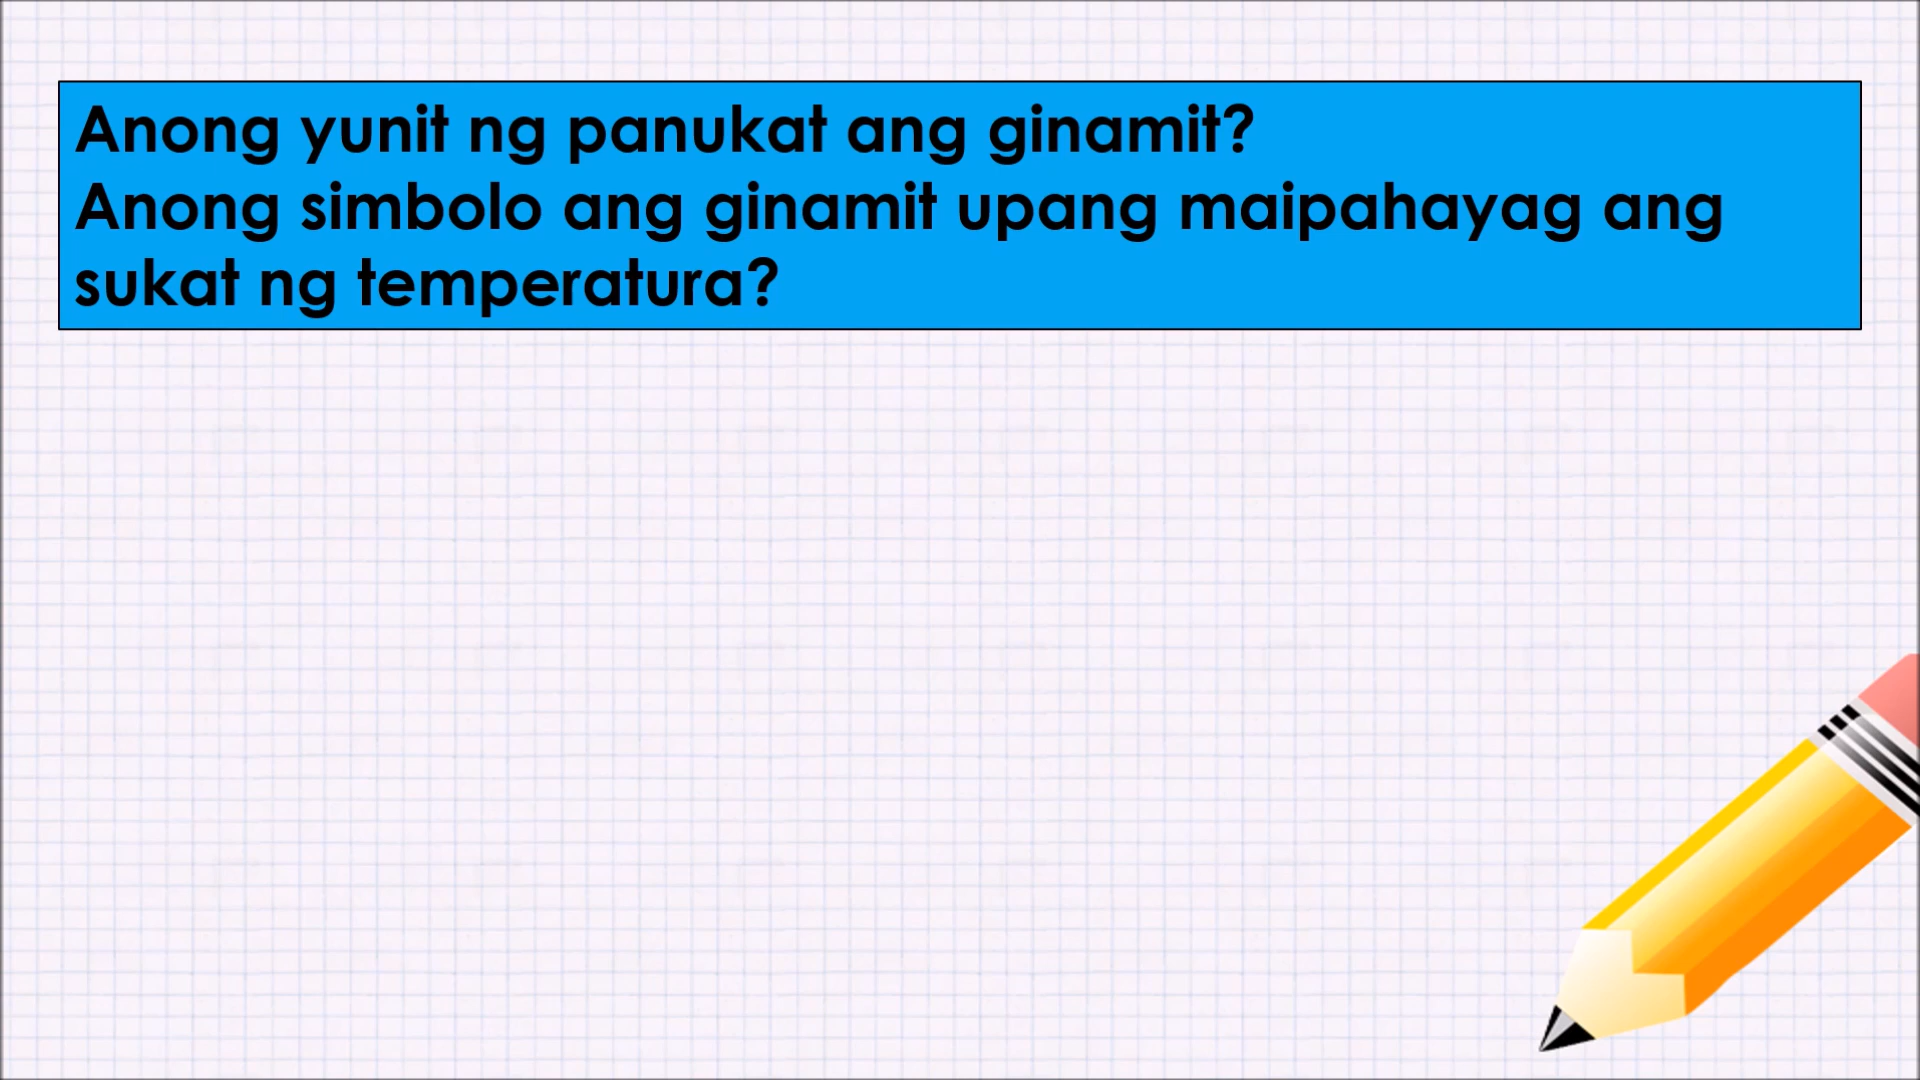 Anong yunit ng panukat ang ginamit?
Anong simbolo ang ginamit upang maipahayag ang
sukat ng temperatura?